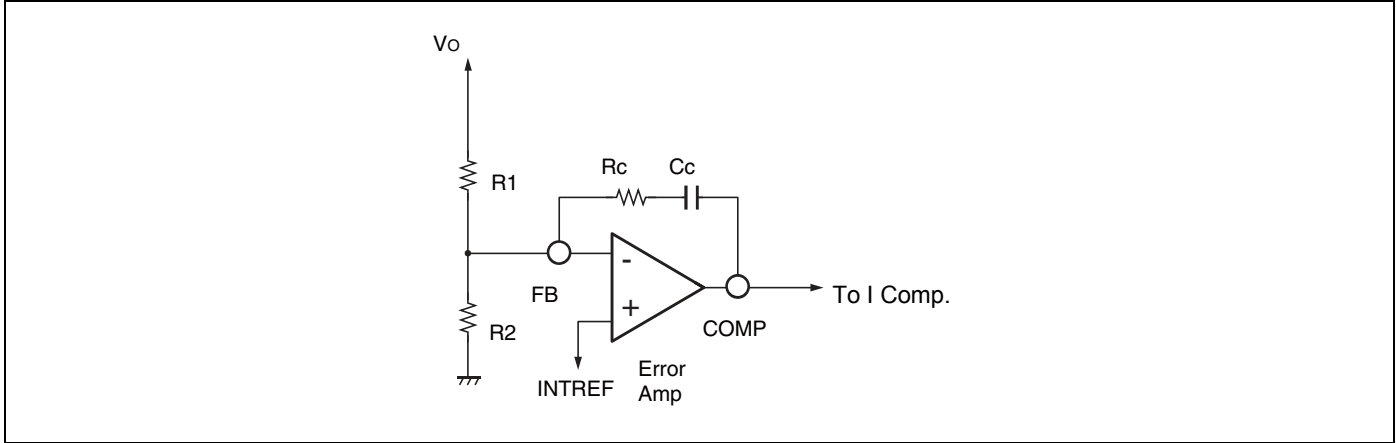 Vo
R1
Rc
Cc
-
FB
+
To I Comp.
R2
COMP
INTREF
Error
Amp